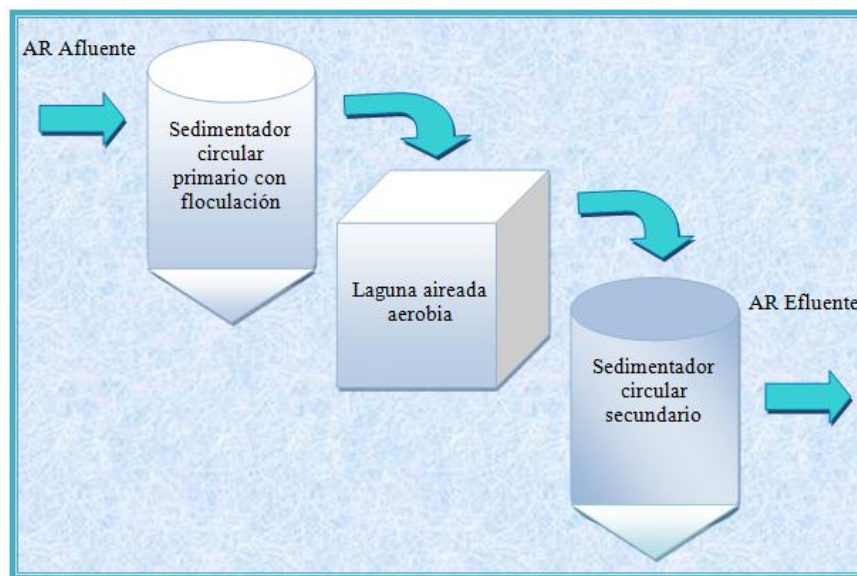 AR Afluente
Sedimentador
circular
primario con
floculación
Laguna aireada
aerobia
AR Efluente
Sedimentador
circular
secundario